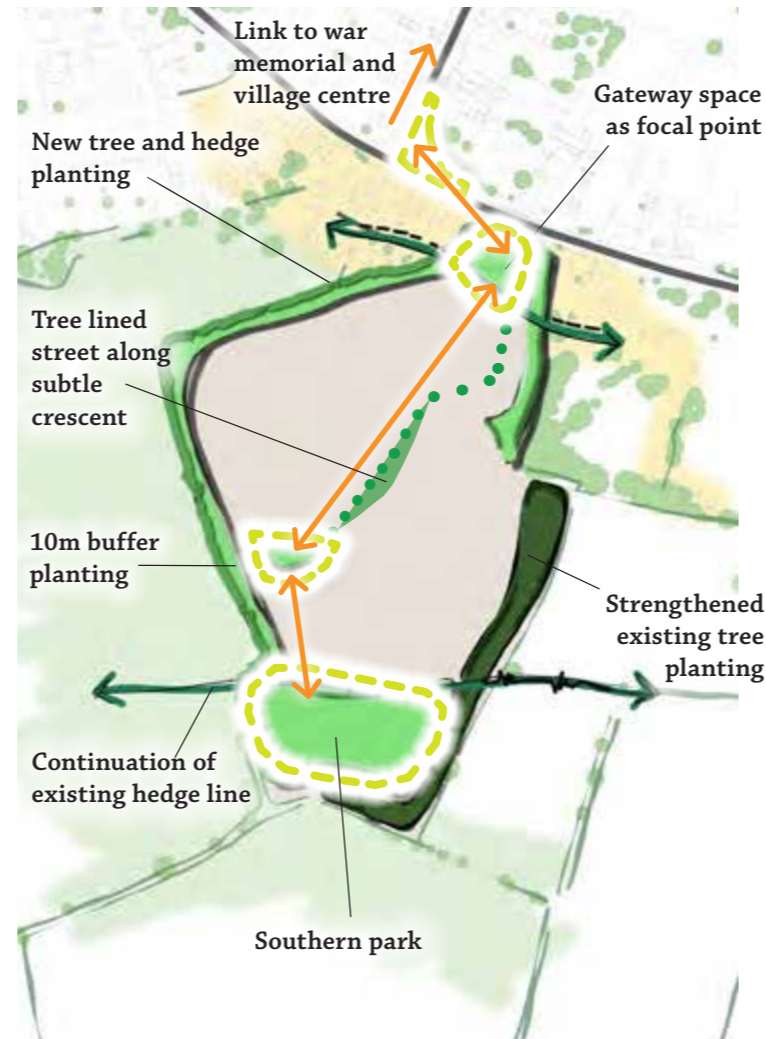 Link to war
memorial and
village centre
Gateway space
as focal point
New tree and hedge
planting
Tree lined
street along
subtle
crescent
10m buffer
planting
Strengthened
existing tree
planting
Continuation of
existing hedge line
Southern park